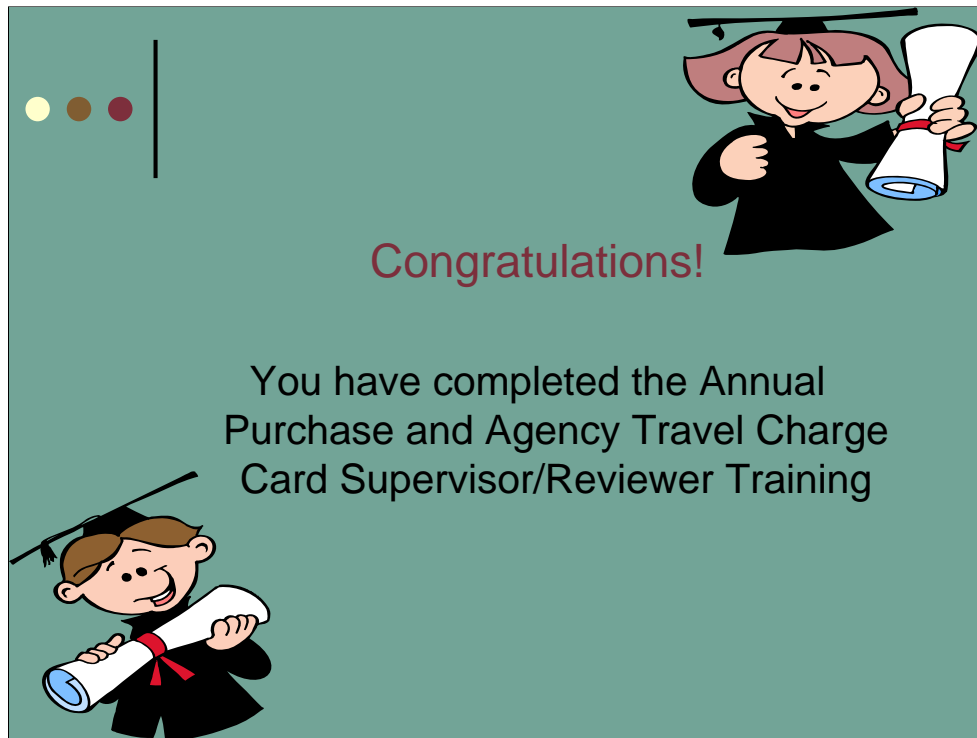 Congratulations!
You have completed the Annual
Purchase and Agency Travel Charge
Card Supervisor/Reviewer Training